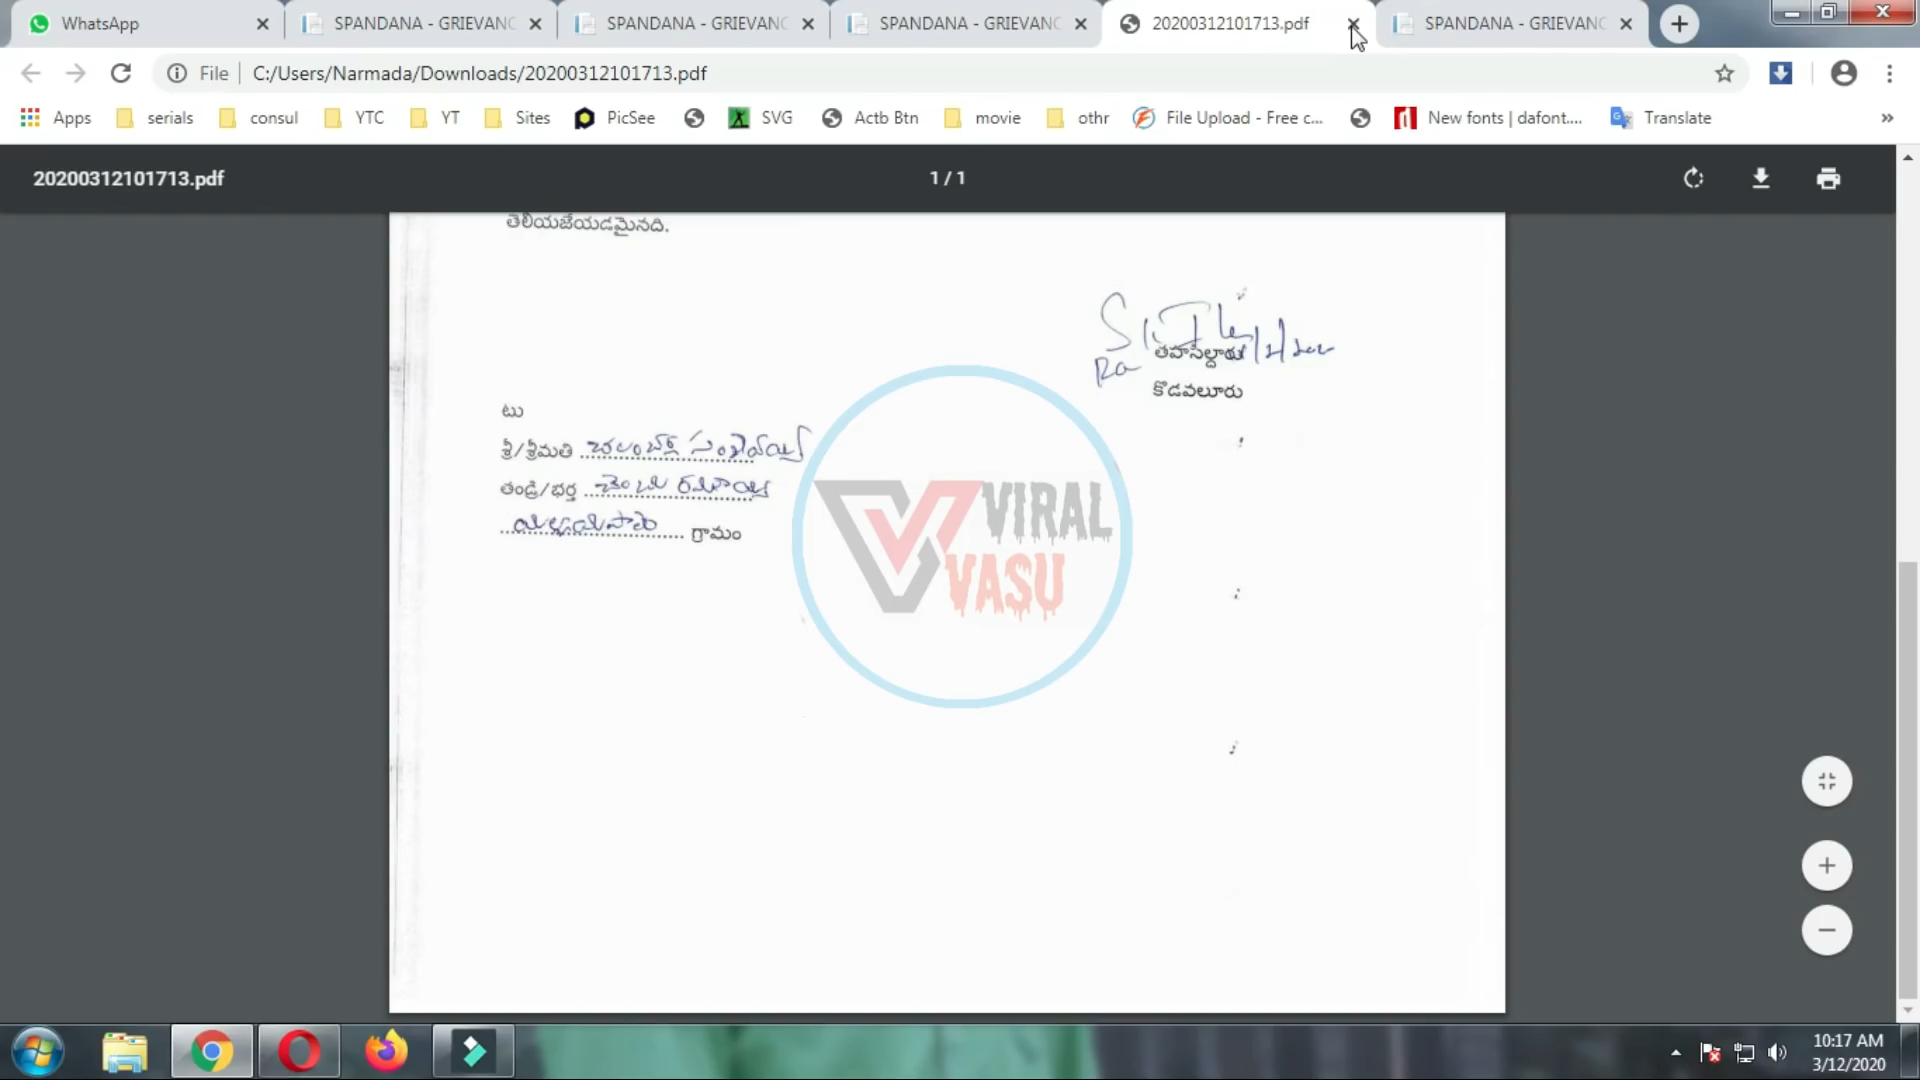 WhatsApp
SPANDANA - GRIEVANC
SPANDANA - GRIEVANC
SPANDANA - GRIEVANC
20200312101713.pdf
SPANDANA - GRIEVANC
File
C:/Users/Narmada/Downloads/20200312101713.pdf
Apps
serials
consul
YTC
YT
Sites
PicSee
SVG
Actb Btn
movie
othr
File Upload - Free c...
New fonts | dafont....
Translate
»
20200312101713.pdf
1 / 1
తెలియజేయడమైనది.
తహసిల్దారు
కొడవలూరు
టు
శ్రీ/శ్రీమతి
తండ్రి/భర్త
గ్రామం
VIRAL
VASU
10:17 AM
3/12/2020